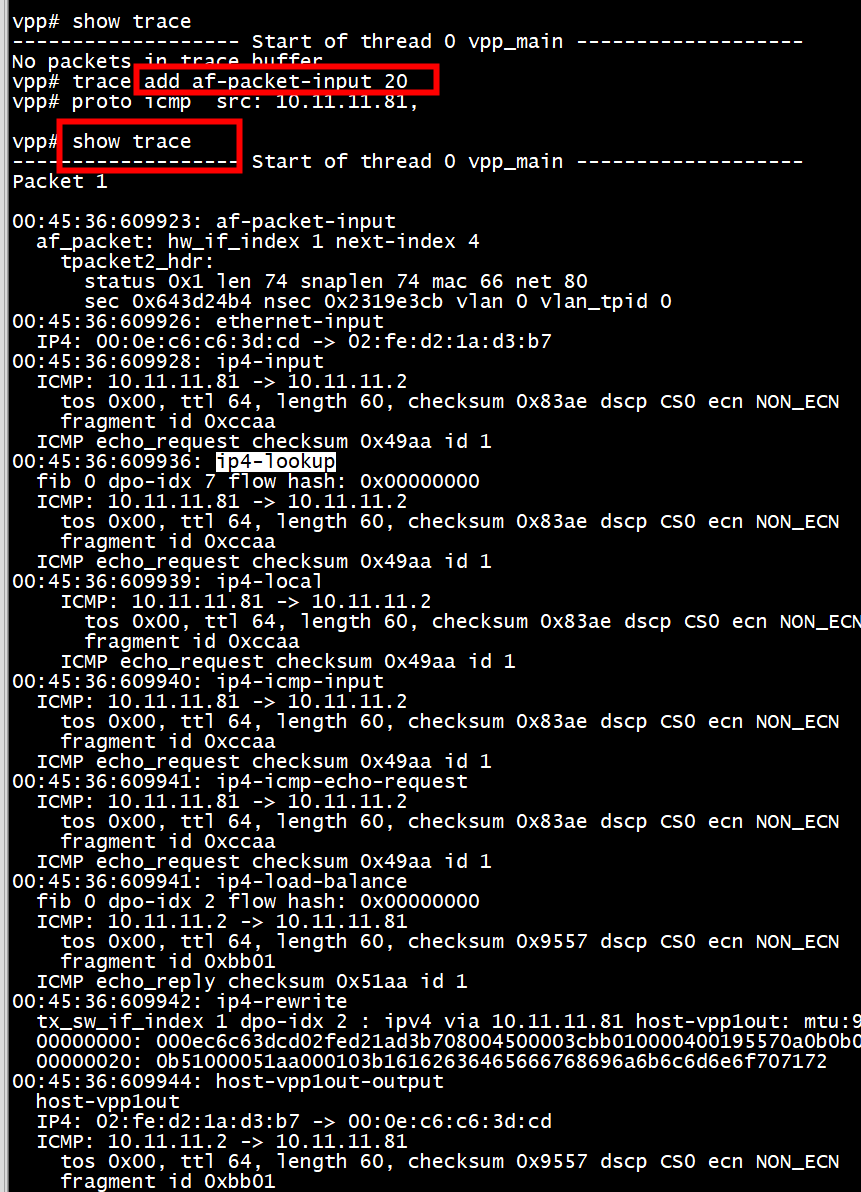 vpp# show trace
------------------- Start of thread 0 vpp_main -------------------
No packets in trace buffer
vpp# trace add af-packet-input 20
vpp# proto icmp  src: 10.11.11.81,
vpp# show trace
------------------- Start of thread 0 vpp_main -------------------
Packet 1
00:45:36:609923: af-packet-input
  af_packet: hw_if_index 1 next-index 4
    tpacket2_hdr:
      status 0x1 len 74 snaplen 74 mac 66 net 80
      sec 0x643d24b4 nsec 0x2319e3cb vlan 0 vlan_tpid 0
00:45:36:609926: ethernet-input
  IP4: 00:0e:c6:c6:3d:cd -> 02:fe:d2:1a:d3:b7
00:45:36:609928: ip4-input
  ICMP: 10.11.11.81 -> 10.11.11.2
    tos 0x00, ttl 64, length 60, checksum 0x83ae dscp CS0 ecn NON_ECN
    fragment id 0xccaa
  ICMP echo_request checksum 0x49aa id 1
00:45:36:609936: ip4-lookup
  fib 0 dpo-idx 7 flow hash: 0x00000000
  ICMP: 10.11.11.81 -> 10.11.11.2
    tos 0x00, ttl 64, length 60, checksum 0x83ae dscp CS0 ecn NON_ECN
    fragment id 0xccaa
  ICMP echo_request checksum 0x49aa id 1
00:45:36:609939: ip4-local
    ICMP: 10.11.11.81 -> 10.11.11.2
      tos 0x00, ttl 64, length 60, checksum 0x83ae dscp CS0 ecn NON_ECN
      fragment id 0xccaa
    ICMP echo_request checksum 0x49aa id 1
00:45:36:609940: ip4-icmp-input
  ICMP: 10.11.11.81 -> 10.11.11.2
    tos 0x00, ttl 64, length 60, checksum 0x83ae dscp CS0 ecn NON_ECN
    fragment id 0xccaa
  ICMP echo_request checksum 0x49aa id 1
00:45:36:609941: ip4-icmp-echo-request
  ICMP: 10.11.11.81 -> 10.11.11.2
    tos 0x00, ttl 64, length 60, checksum 0x83ae dscp CS0 ecn NON_ECN
    fragment id 0xccaa
  ICMP echo_request checksum 0x49aa id 1
00:45:36:609941: ip4-load-balance
  fib 0 dpo-idx 2 flow hash: 0x00000000
  ICMP: 10.11.11.2 -> 10.11.11.81
    tos 0x00, ttl 64, length 60, checksum 0x9557 dscp CS0 ecn NON_ECN
    fragment id 0xbb01
  ICMP echo_reply checksum 0x51aa id 1
00:45:36:609942: ip4-rewrite
  tx_sw_if_index 1 dpo-idx 2 : ipv4 via 10.11.11.81 host-vpp1out: mtu:9
  00000000: 000ec6c63dcd02fed21ad3b708004500003cbb010000400195570a0b0b0
  00000020: 0b51000051aa000103b16162636465666768696a6b6c6d6e6f707172
00:45:36:609944: host-vpp1out-output
  host-vpp1out
  IP4: 02:fe:d2:1a:d3:b7 -> 00:0e:c6:c6:3d:cd
  ICMP: 10.11.11.2 -> 10.11.11.81
    tos 0x00, ttl 64, length 60, checksum 0x9557 dscp CS0 ecn NON_ECN
    fragment id 0xbb01